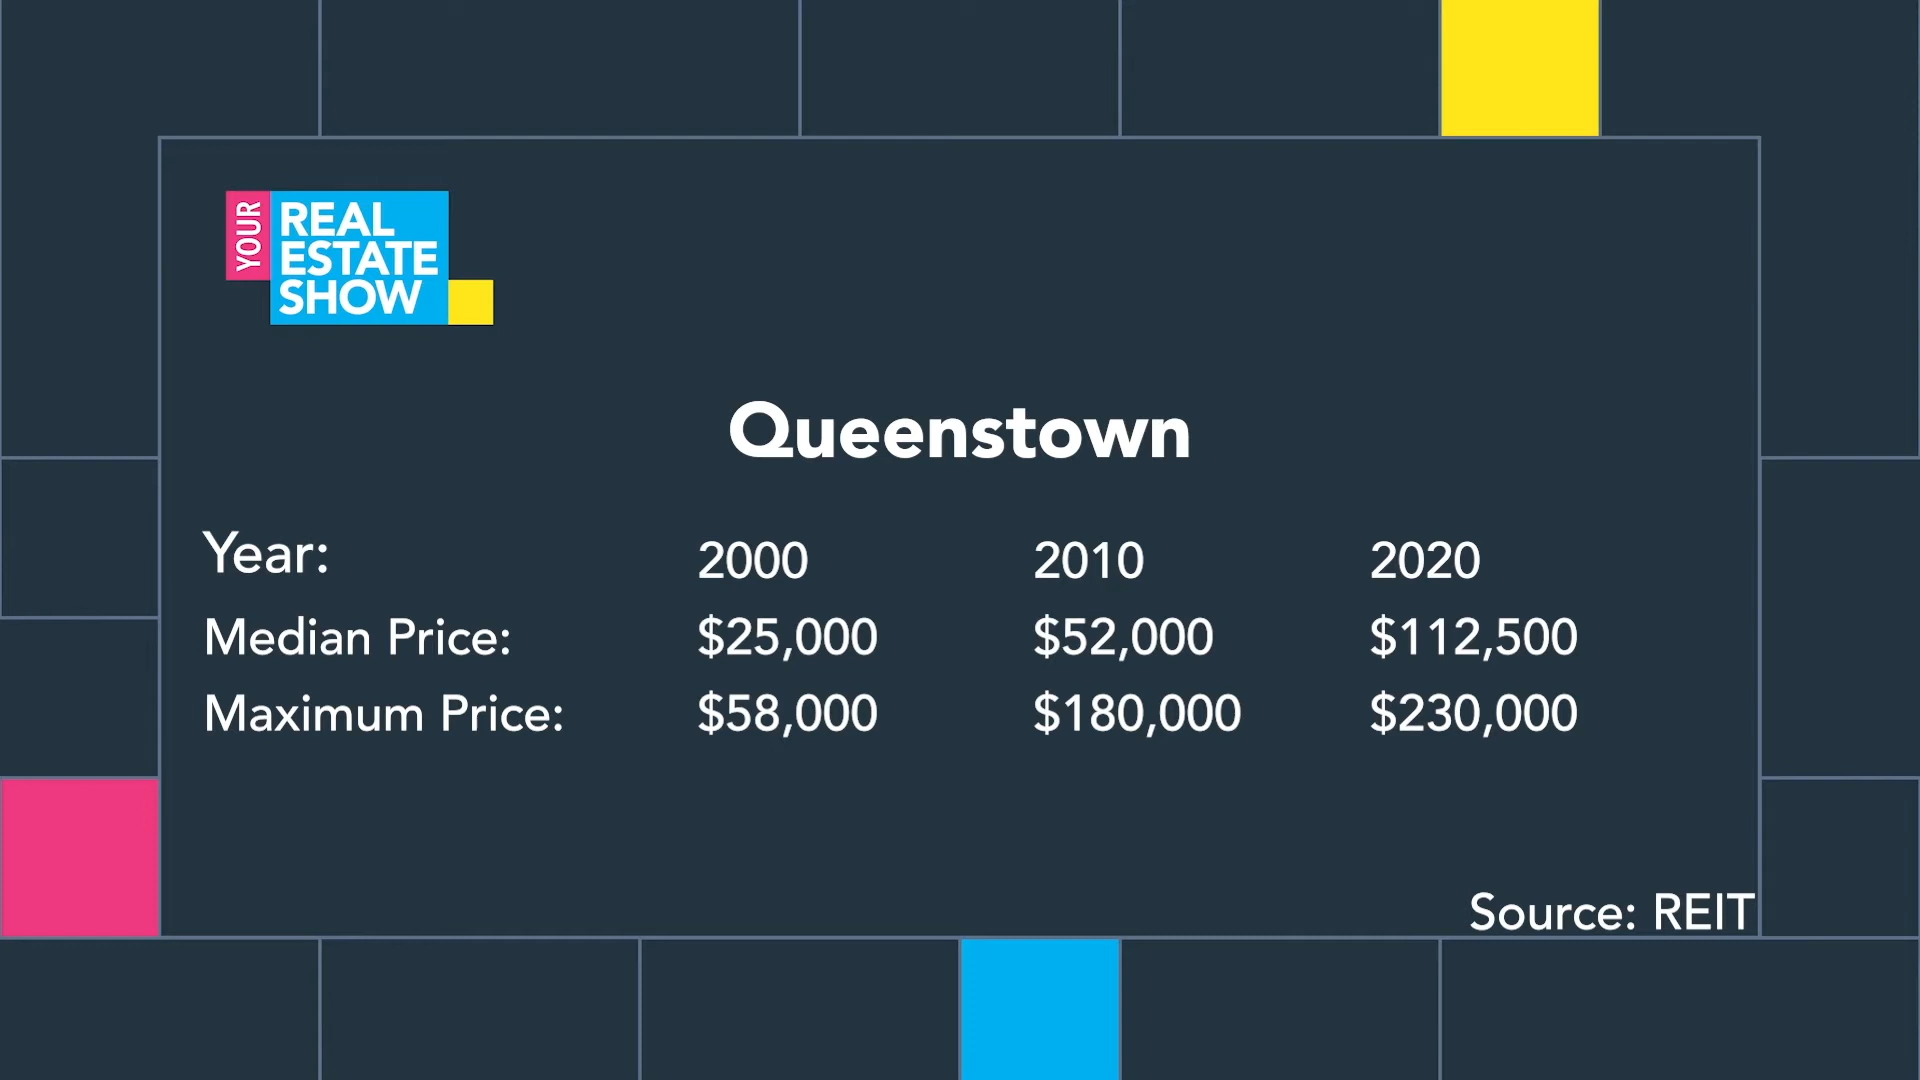 YOUR
REAL
ESTATE
SHOW
Queenstown
Year: 2000 2010 2020
Median Price: $25,000 $52,000 $112,500
Maximum Price: $58,000 $180,000 $230,000
Source: REIT